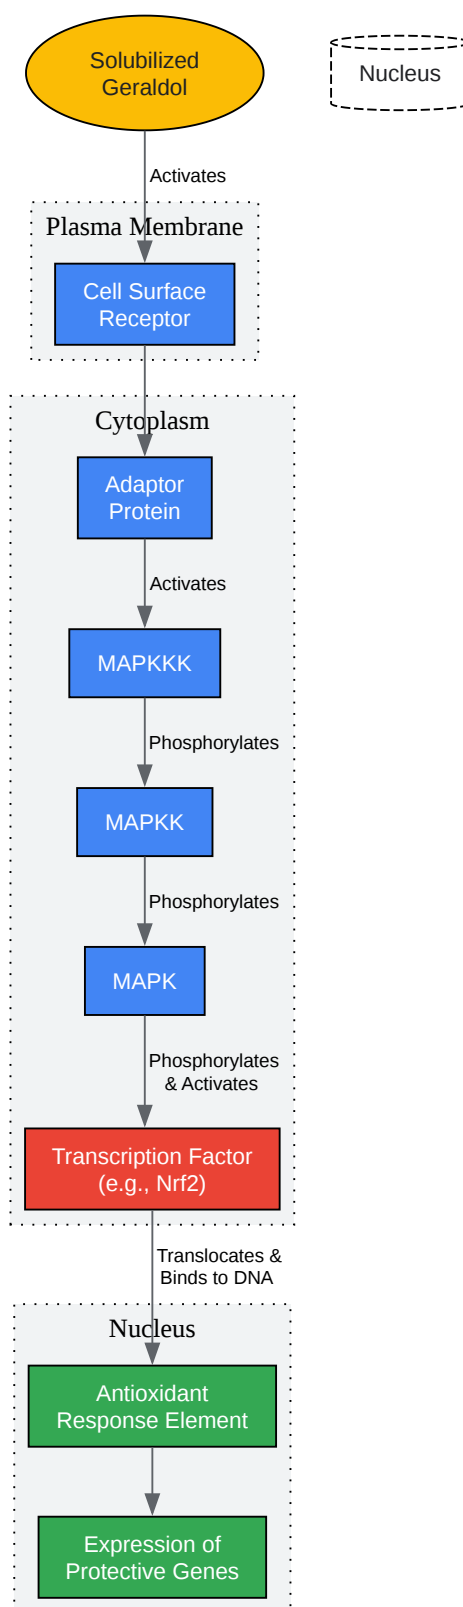 Solubilized
Geraldol
Nucleus
Activates
Plasma Membrane
Cell Surface
Receptor
Cytoplasm
Adaptor
Protein
Activates
MAPKKK
Phosphorylates
MAPKK
Phosphorylates
MAPK
Phosphorylates
& Activates
Transcription Factor
(e.g., Nrf2)
Translocates &
Binds to DNA
Nucleus
Antioxidant
Response Element
Expression of
Protective Genes